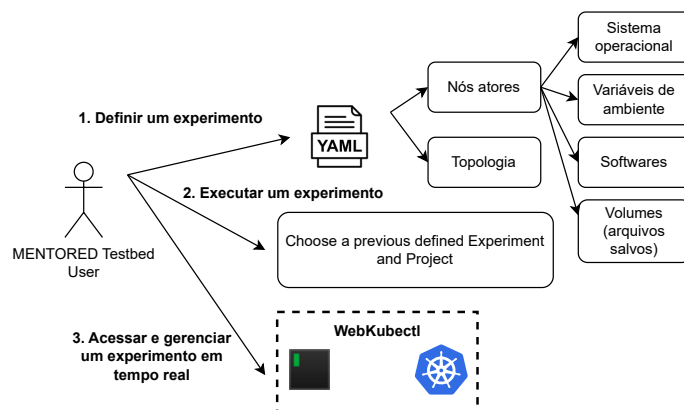 Sistema
operacional
Nós atores
Variáveis de
ambiente
1. Definir um experimento
YAML
Topologia
Softwares
2. Executar um experimento
Volumes
(arquivos
salvos)
MENTORED Testbed
User
Choose a previous defined Experiment
and Project
3. Acessar e gerenciar
um experimento em
tempo real
WebKubectl